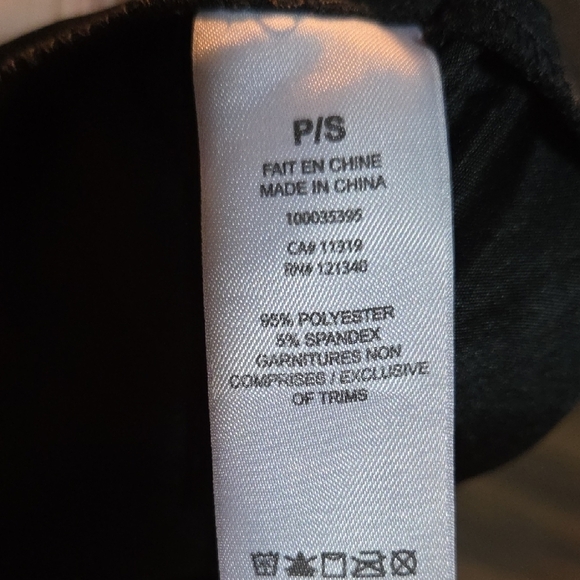 P/S
FAIT EN CHINE
MADE IN CHINA
100035395
CA# 11319
RN# 121340
95% POLYESTER
5% SPANDEX
GARNITURES NON
COMPRISES / EXCLUSIVE
OF TRIMS